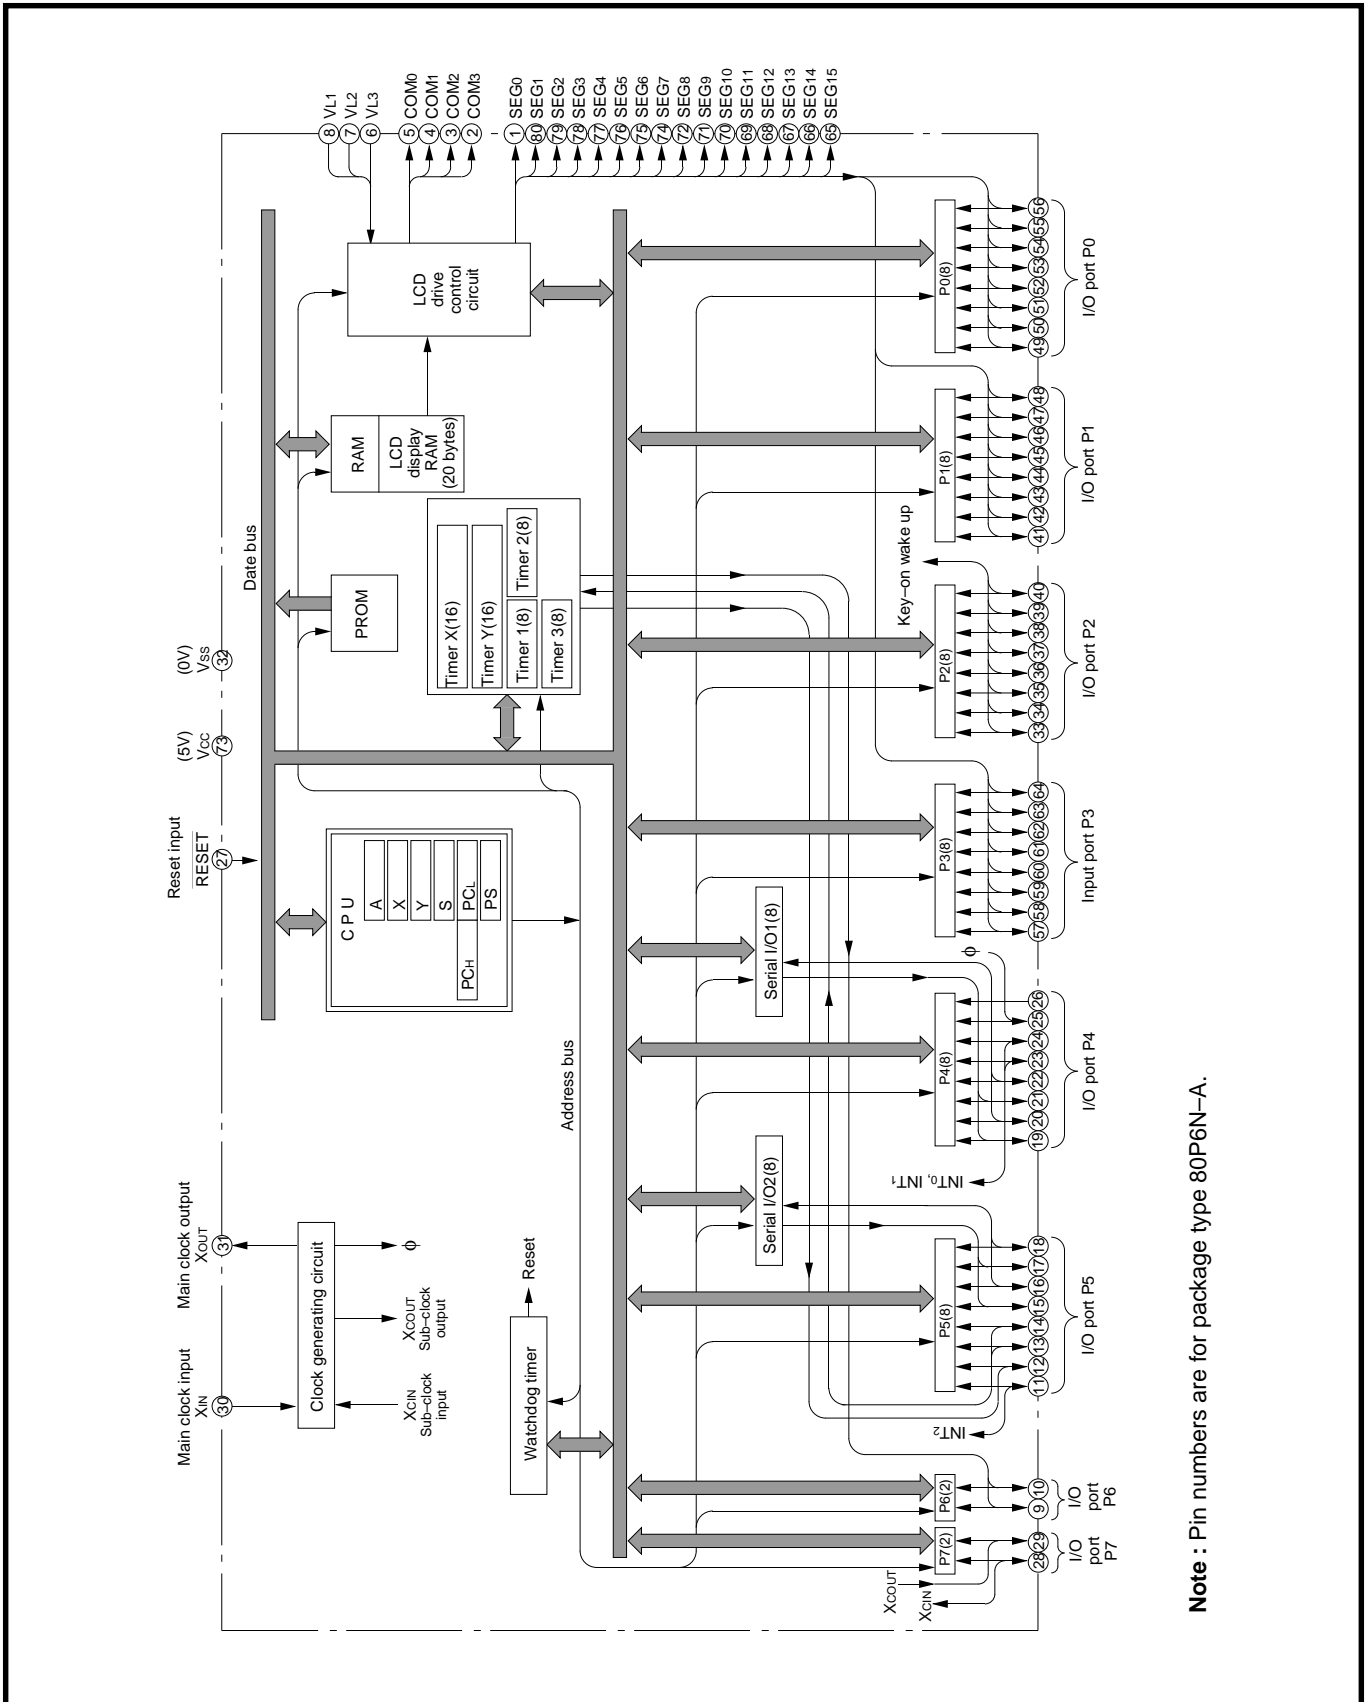 Main clock input
XIN
30
Main clock output
XOUT
31
Reset input
RESET
27
(5V)
VCC
73
(0V)
VSS
32
8 VL1
7 VL2
6 VL3
5 COM0
4 COM1
3 COM2
2 COM3
1 SEG0
80 SEG1
79 SEG2
78 SEG3
77 SEG4
76 SEG5
75 SEG6
74 SEG7
72 SEG8
71 SEG9
70 SEG10
69 SEG11
68 SEG12
67 SEG13
66 SEG14
65 SEG15
Clock generating circuit
XCIN
Sub–clock
input
XCOUT
Sub–clock
output
φ
Date bus
C P U
A
X
Y
S
PCH
PCL
PS
PROM
RAM
LCD
display
RAM
(20 bytes)
LCD
drive
control
circuit
Timer X(16)
Timer Y(16)
Timer 1(8)
Timer 2(8)
Timer 3(8)
Watchdog timer
Reset
Address bus
Serial I/O2(8)
Serial I/O1(8)
Key–on wake up
XCOUT
XCIN
INT2
INT0, INT1
φ
P7(2)
P6(2)
P5(8)
P4(8)
P3(8)
P2(8)
P1(8)
P0(8)
28 29
9 10
11 12 13 14 15 16 17 18
19 20 21 22 23 24 25 26
57 58 59 60 61 62 63 64
33 34 35 36 37 38 39 40
41 42 43 44 45 46 47 48
49 50 51 52 53 54 55 56
I/O
port
P7
I/O
port
P6
I/O port P5
I/O port P4
Input port P3
I/O port P2
I/O port P1
I/O port P0
Note : Pin numbers are for package type 80P6N–A.